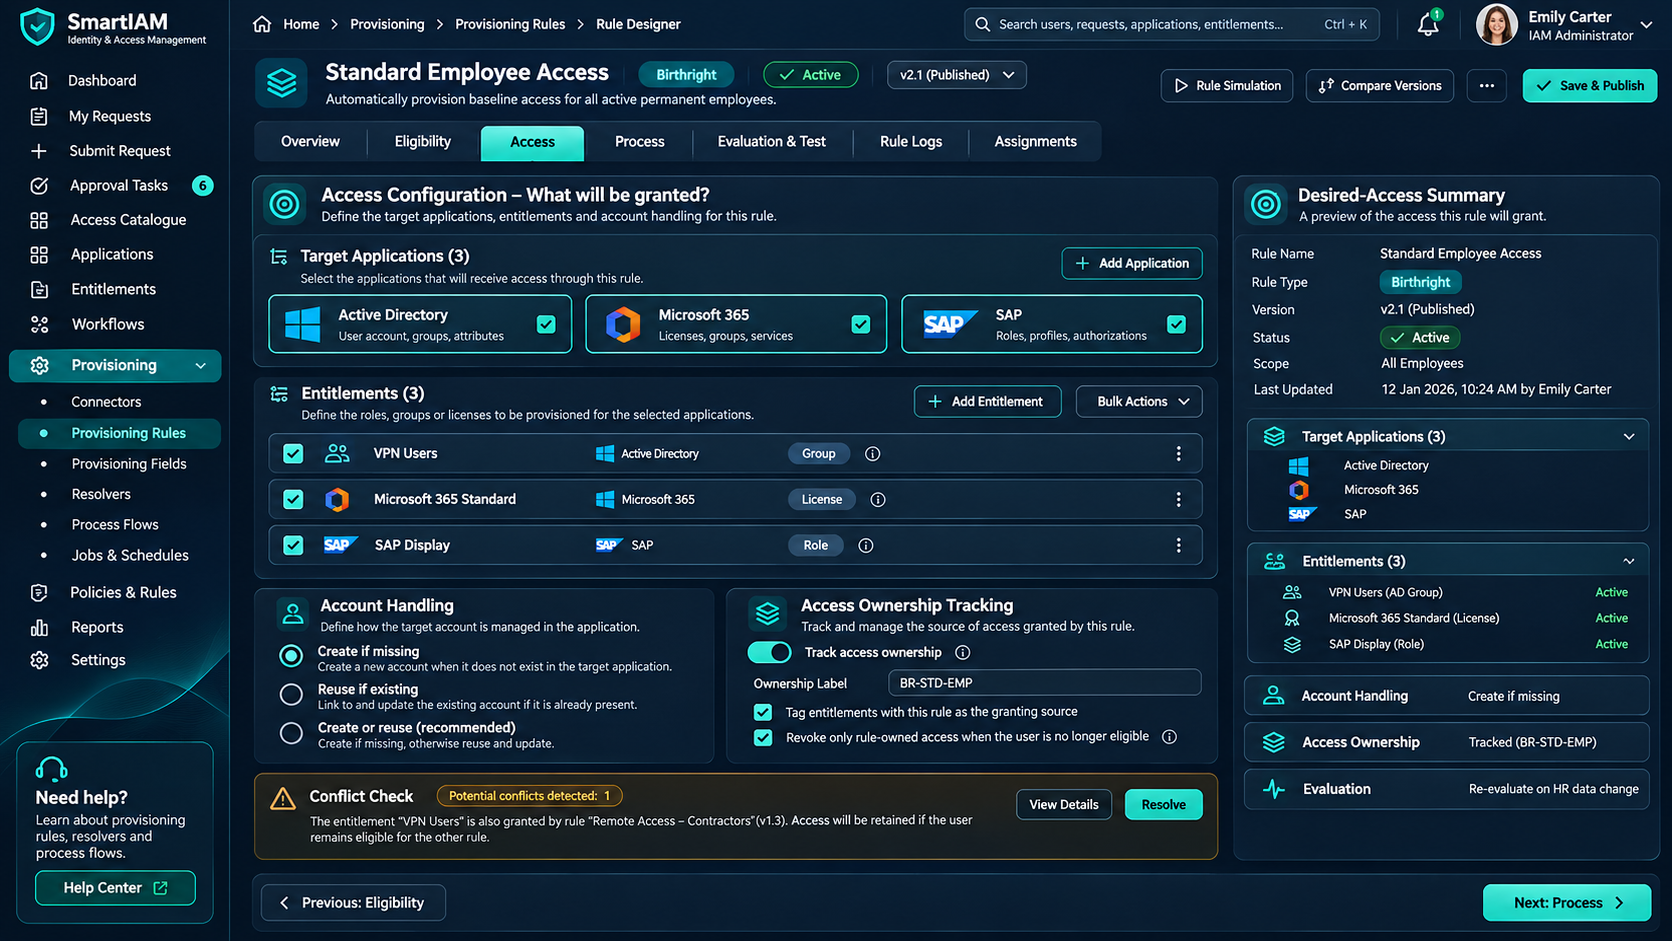 SmartIAM
Identity & Access Management
Home > Provisioning > Provisioning Rules > Rule Designer
Search users, requests, applications, entitlements... Ctrl + K
1
Emily Carter
IAM Administrator
Dashboard
My Requests
Submit Request
Approval Tasks 6
Access Catalogue
Applications
Entitlements
Workflows
Provisioning
Connectors
Provisioning Rules
Provisioning Fields
Resolvers
Process Flows
Jobs & Schedules
Policies & Rules
Reports
Settings
Need help?
Learn about provisioning
rules, resolvers and
process flows.
Help Center
Standard Employee Access Birthright Active v2.1 (Published)
Automatically provision baseline access for all active permanent employees.
Rule Simulation Compare Versions ... Save & Publish
Overview Eligibility Access Process Evaluation & Test Rule Logs Assignments
Access Configuration – What will be granted?
Define the target applications, entitlements and account handling for this rule.
Target Applications (3)
Select the applications that will receive access through this rule.
Add Application
Active Directory
User account, groups, attributes
Microsoft 365
Licenses, groups, services
SAP
SAP
Roles, profiles, authorizations
Entitlements (3)
Define the roles, groups or licenses to be provisioned for the selected applications.
Add Entitlement Bulk Actions
VPN Users Active Directory Group
Microsoft 365 Standard Microsoft 365 License
SAP SAP Display SAP SAP Role
Account Handling
Define how the target account is managed in the application.
Create if missing
Create a new account when it does not exist in the target application.
Reuse if existing
Link to and update the existing account if it is already present.
Create or reuse (recommended)
Create if missing, otherwise reuse and update.
Access Ownership Tracking
Track and manage the source of access granted by this rule.
Track access ownership
Ownership Label BR-STD-EMP
Tag entitlements with this rule as the granting source
Revoke only rule-owned access when the user is no longer eligible
Conflict Check Potential conflicts detected: 1
The entitlement “VPN Users” is also granted by rule “Remote Access – Contractors”(v1.3). Access will be retained if the user
remains eligible for the other rule.
View Details Resolve
Previous: Eligibility
Next: Process
Desired-Access Summary
A preview of the access this rule will grant.
Rule Name Standard Employee Access
Rule Type Birthright
Version v2.1 (Published)
Status Active
Scope All Employees
Last Updated 12 Jan 2026, 10:24 AM by Emily Carter
Target Applications (3)
Active Directory
Microsoft 365
SAP SAP
Entitlements (3)
VPN Users (AD Group) Active
Microsoft 365 Standard (License) Active
SAP Display (Role) Active
Account Handling Create if missing
Access Ownership Tracked (BR-STD-EMP)
Evaluation Re-evaluate on HR data change